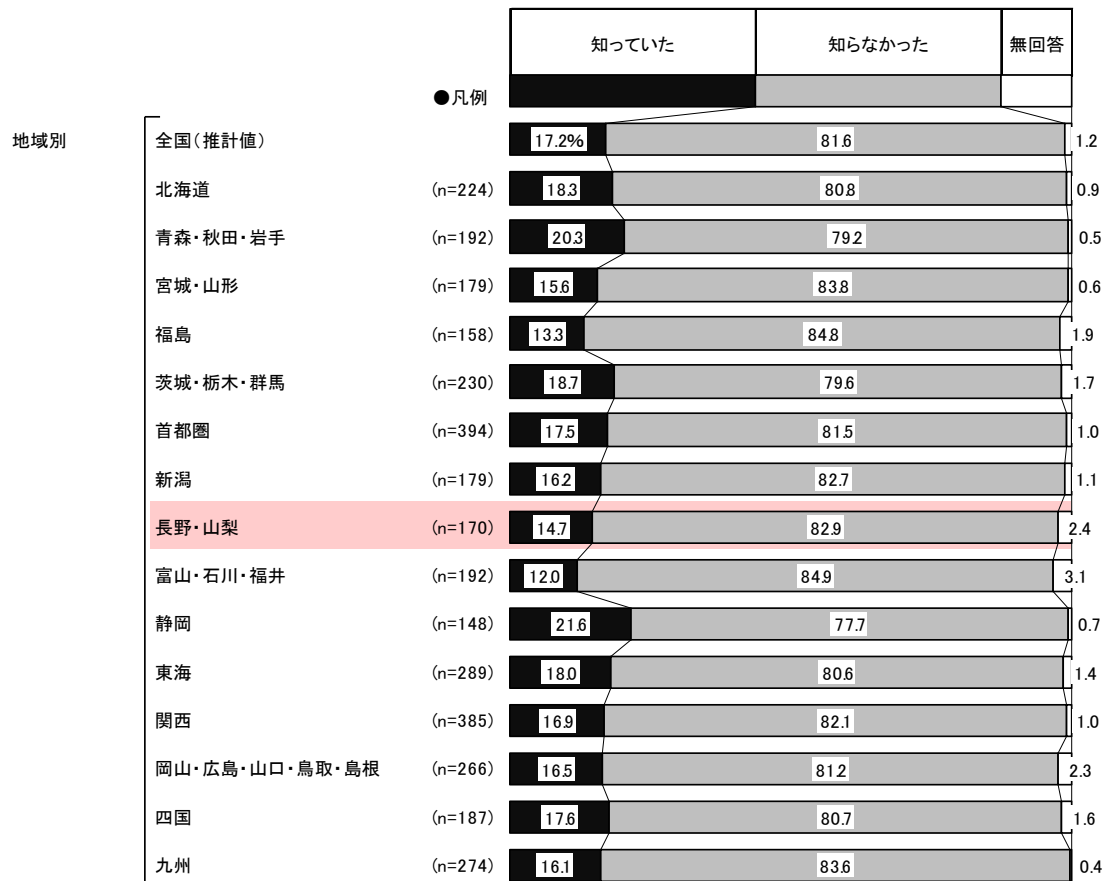 知っていた 知らなかった 無回答
●凡例
地域別 全国(推計値) 17.2% 81.6 1.2
北海道 (n=224) 18.3 80.8 0.9
青森・秋田・岩手 (n=192) 20.3 79.2 0.5
宮城・山形 (n=179) 15.6 83.8 0.6
福島 (n=158) 13.3 84.8 1.9
茨城・栃木・群馬 (n=230) 18.7 79.6 1.7
首都圏 (n=394) 17.5 81.5 1.0
新潟 (n=179) 16.2 82.7 1.1
長野・山梨 (n=170) 14.7 82.9 2.4
富山・石川・福井 (n=192) 12.0 84.9 3.1
静岡 (n=148) 21.6 77.7 0.7
東海 (n=289) 18.0 80.6 1.4
関西 (n=385) 16.9 82.1 1.0
岡山・広島・山口・鳥取・島根 (n=266) 16.5 81.2 2.3
四国 (n=187) 17.6 80.7 1.6
九州 (n=274) 16.1 83.6 0.4